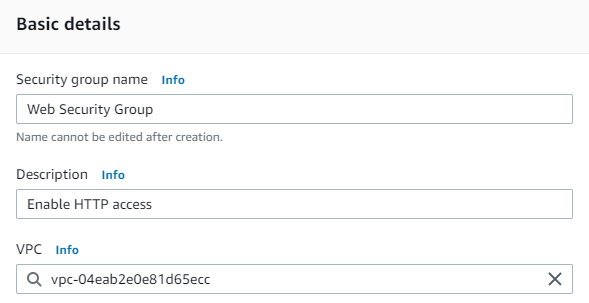 Basic details
Security group name Info
Web Security Group
Name cannot be edited after creation.
Description Info
Enable HTTP access
VPC Info
vpc-04eab2e0e81d65ecc